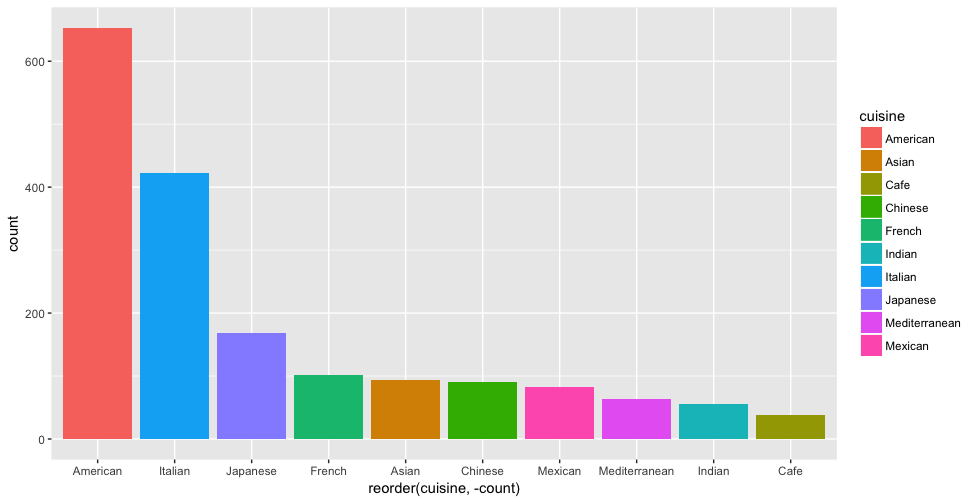 count
600
400
200
0
American Italian Japanese French Asian Chinese Mexican Mediterranean Indian Cafe
reorder(cuisine, -count)
cuisine
American
Asian
Cafe
Chinese
French
Indian
Italian
Japanese
Mediterranean
Mexican